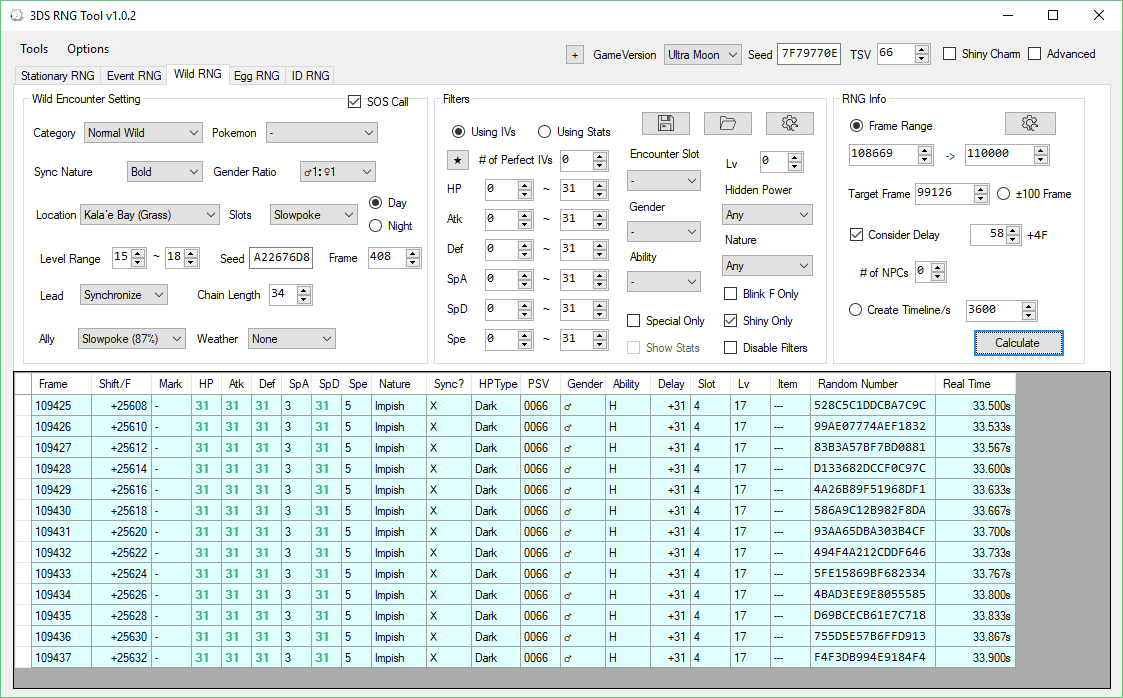 3DS RNG Tool v1.0.2
Tools Options
+ GameVersion Ultra Moon Seed 7F79770E TSV 66 Shiny Charm Advanced
Stationary RNG Event RNG Wild RNG Egg RNG ID RNG
Wild Encounter Setting
SOS Call
Category Normal Wild Pokemon -
Sync Nature Bold Gender Ratio ♂1:♀1
Location Kala'e Bay (Grass) Slots Slowpoke Day
Night
Level Range 15 ~ 18 Seed A22676D8 Frame 408
Lead Synchronize Chain Length 34
Ally Slowpoke (87%) Weather None
Filters
Using IVs Using Stats
★ # of Perfect IVs 0
HP 0 ~ 31
Atk 0 ~ 31
Def 0 ~ 31
SpA 0 ~ 31
SpD 0 ~ 31
Spe 0 ~ 31
Encounter Slot
-
Gender
-
Ability
-
Special Only
Show Stats
Lv 0
Hidden Power
Any
Nature
Any
Blink F Only
Shiny Only
Disable Filters
RNG Info
Frame Range
108669 -> 110000
Target Frame 99126 ±100 Frame
Consider Delay 58 +4F
# of NPCs 0
Create Timeline/s 3600
Calculate
Frame Shift/F Mark HP Atk Def SpA SpD Spe Nature Sync? HPType PSV Gender Ability Delay Slot Lv Item Random Number Real Time
109425 +25608 - 31 31 31 3 31 5 Impish X Dark 0066 ♂ H +31 4 17 --- 528C5C1DDCBA7C9C 33.500s
109426 +25610 - 31 31 31 3 31 5 Impish X Dark 0066 ♂ H +31 4 17 --- 99AE07774AEF1832 33.533s
109427 +25612 - 31 31 31 3 31 5 Impish X Dark 0066 ♂ H +31 4 17 --- 83B3A57BF7BD0881 33.567s
109428 +25614 - 31 31 31 3 31 5 Impish X Dark 0066 ♂ H +31 4 17 --- D133682DCCF0C97C 33.600s
109429 +25616 - 31 31 31 3 31 5 Impish X Dark 0066 ♂ H +31 4 17 --- 4A26B89F51968DF1 33.633s
109430 +25618 - 31 31 31 3 31 5 Impish X Dark 0066 ♂ H +31 4 17 --- 586A9C12B982F8DA 33.667s
109431 +25620 - 31 31 31 3 31 5 Impish X Dark 0066 ♂ H +31 4 17 --- 93AA65DBA303B4CF 33.700s
109432 +25622 - 31 31 31 3 31 5 Impish X Dark 0066 ♂ H +31 4 17 --- 494F4A212CDDF646 33.733s
109433 +25624 - 31 31 31 3 31 5 Impish X Dark 0066 ♂ H +31 4 17 --- 5FE15869BF682334 33.767s
109434 +25626 - 31 31 31 3 31 5 Impish X Dark 0066 ♂ H +31 4 17 --- 4BAD3EE9E8055585 33.800s
109435 +25628 - 31 31 31 3 31 5 Impish X Dark 0066 ♂ H +31 4 17 --- D69BCECB61E7C718 33.833s
109436 +25630 - 31 31 31 3 31 5 Impish X Dark 0066 ♂ H +31 4 17 --- 755D5E57B6FFD913 33.867s
109437 +25632 - 31 31 31 3 31 5 Impish X Dark 0066 ♂ H +31 4 17 --- F4F3DB994E9184F4 33.900s